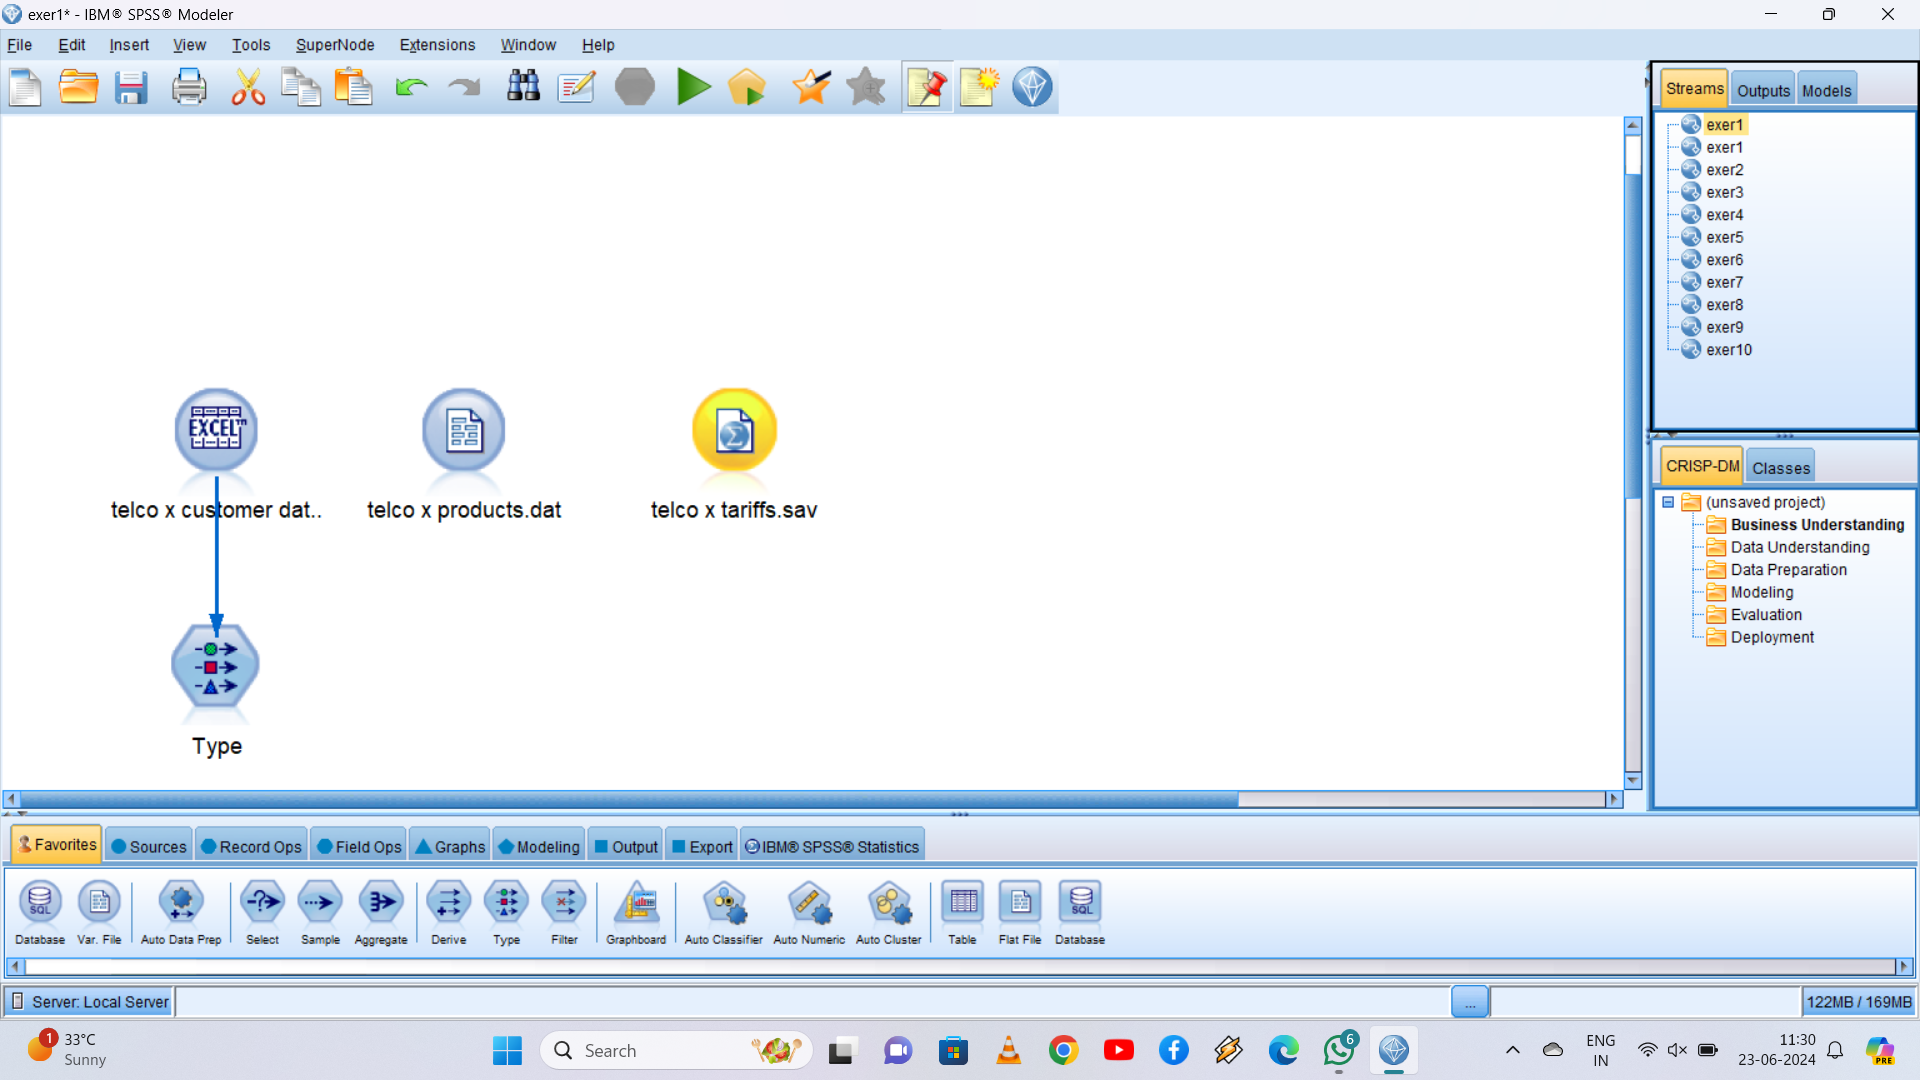 exer1* - IBM® SPSS® Modeler
File Edit Insert View Tools SuperNode Extensions Window Help
Streams Outputs Models
exer1
exer1
exer2
exer3
exer4
exer5
exer6
exer7
exer8
exer9
exer10
EXCEL™
telco x customer dat.. telco x products.dat telco x tariffs.sav
Type
CRISP-DM Classes
(unsaved project)
Business Understanding
Data Understanding
Data Preparation
Modeling
Evaluation
Deployment
Favorites Sources Record Ops Field Ops Graphs Modeling Output Export IBM® SPSS® Statistics
SQL SQL
Database Var. File Auto Data Prep Select Sample Aggregate Derive Type Filter Graphboard Auto Classifier Auto Numeric Auto Cluster Table Flat File Database
Server: Local Server ... 122MB / 169MB
1 33°C
Sunny
Search
6
ENG
IN
11:30
23-06-2024
PRE